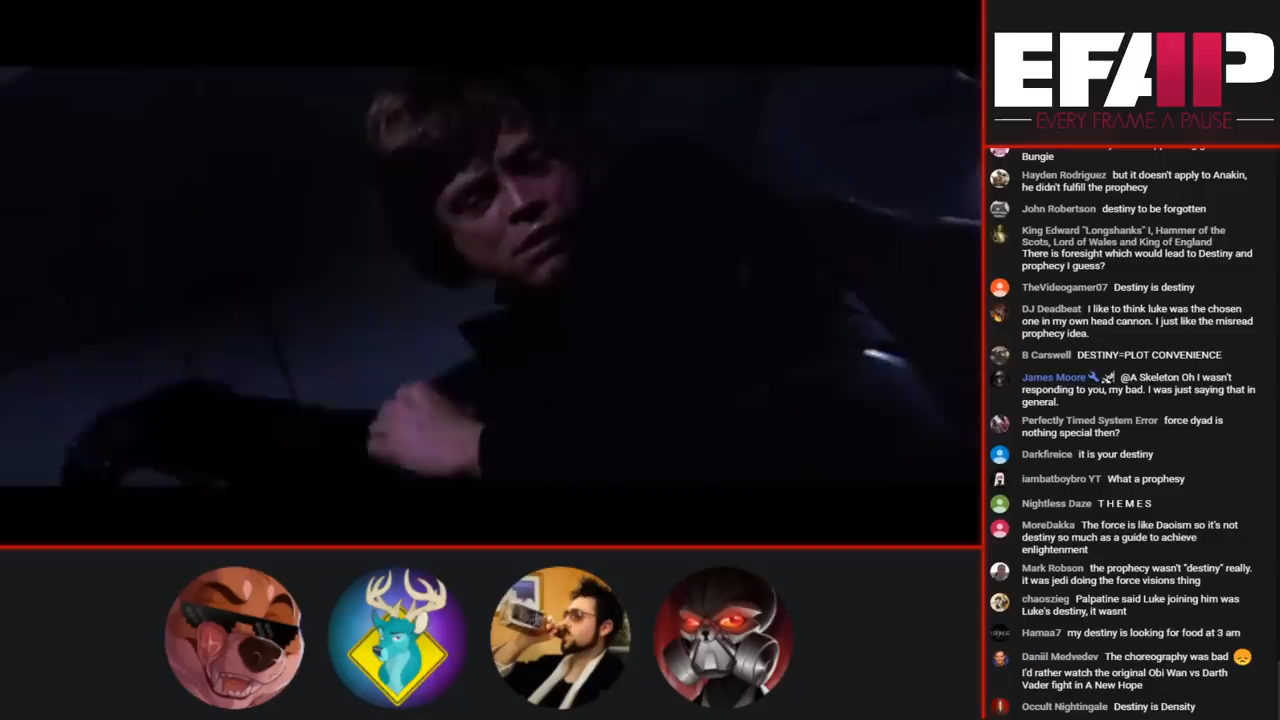 EFAP
EVERY FRAME A PAUSE
Bungie
Hayden Rodriguez but it doesn't apply to Anakin,
he didn't fulfill the prophecy
John Robertson destiny to be forgotten
King Edward "Longshanks" I, Hammer of the
Scots, Lord of Wales and King of England
There is foresight which would lead to Destiny and
prophecy I guess?
TheVideogamer07 Destiny is destiny
DJ Deadbeat I like to think luke was the chosen
one in my own head cannon. I just like the misread
prophecy idea.
B Carswell DESTINY=PLOT CONVENIENCE
James Moore @A Skeleton Oh I wasn't
responding to you, my bad. I was just saying that in
general.
Perfectly Timed System Error force dyad is
nothing special then?
Darkfireice it is your destiny
iambatboybro YT What a prophesy
Nightless Daze T H E M E S
MoreDakka The force is like Daoism so it's not
destiny so much as a guide to achieve
enlightenment
Mark Robson the prophecy wasn't "destiny" really.
it was jedi doing the force visions thing
chaoszieg Palpatine said Luke joining him was
Luke's destiny, it wasnt
Hamaa7 my destiny is looking for food at 3 am
Daniil Medvedev The choreography was bad
I'd rather watch the original Obi Wan vs Darth
Vader fight in A New Hope
Occult Nightingale Destiny is Density